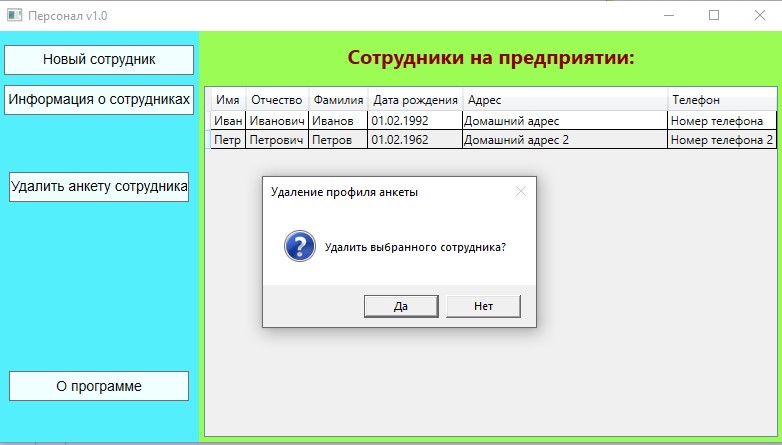 Персонал v1.0
Новый сотрудник
Информация о сотрудниках
Удалить анкету сотрудника
О программе
Сотрудники на предприятии:
Имя Отчество Фамилия Дата рождения Адрес Телефон
Иван Иванович Иванов 01.02.1992 Домашний адрес Номер телефона
Петр Петрович Петров 01.02.1962 Домашний адрес 2 Номер телефона 2
Удаление профиля анкеты
Удалить выбранного сотрудника?
Да Нет